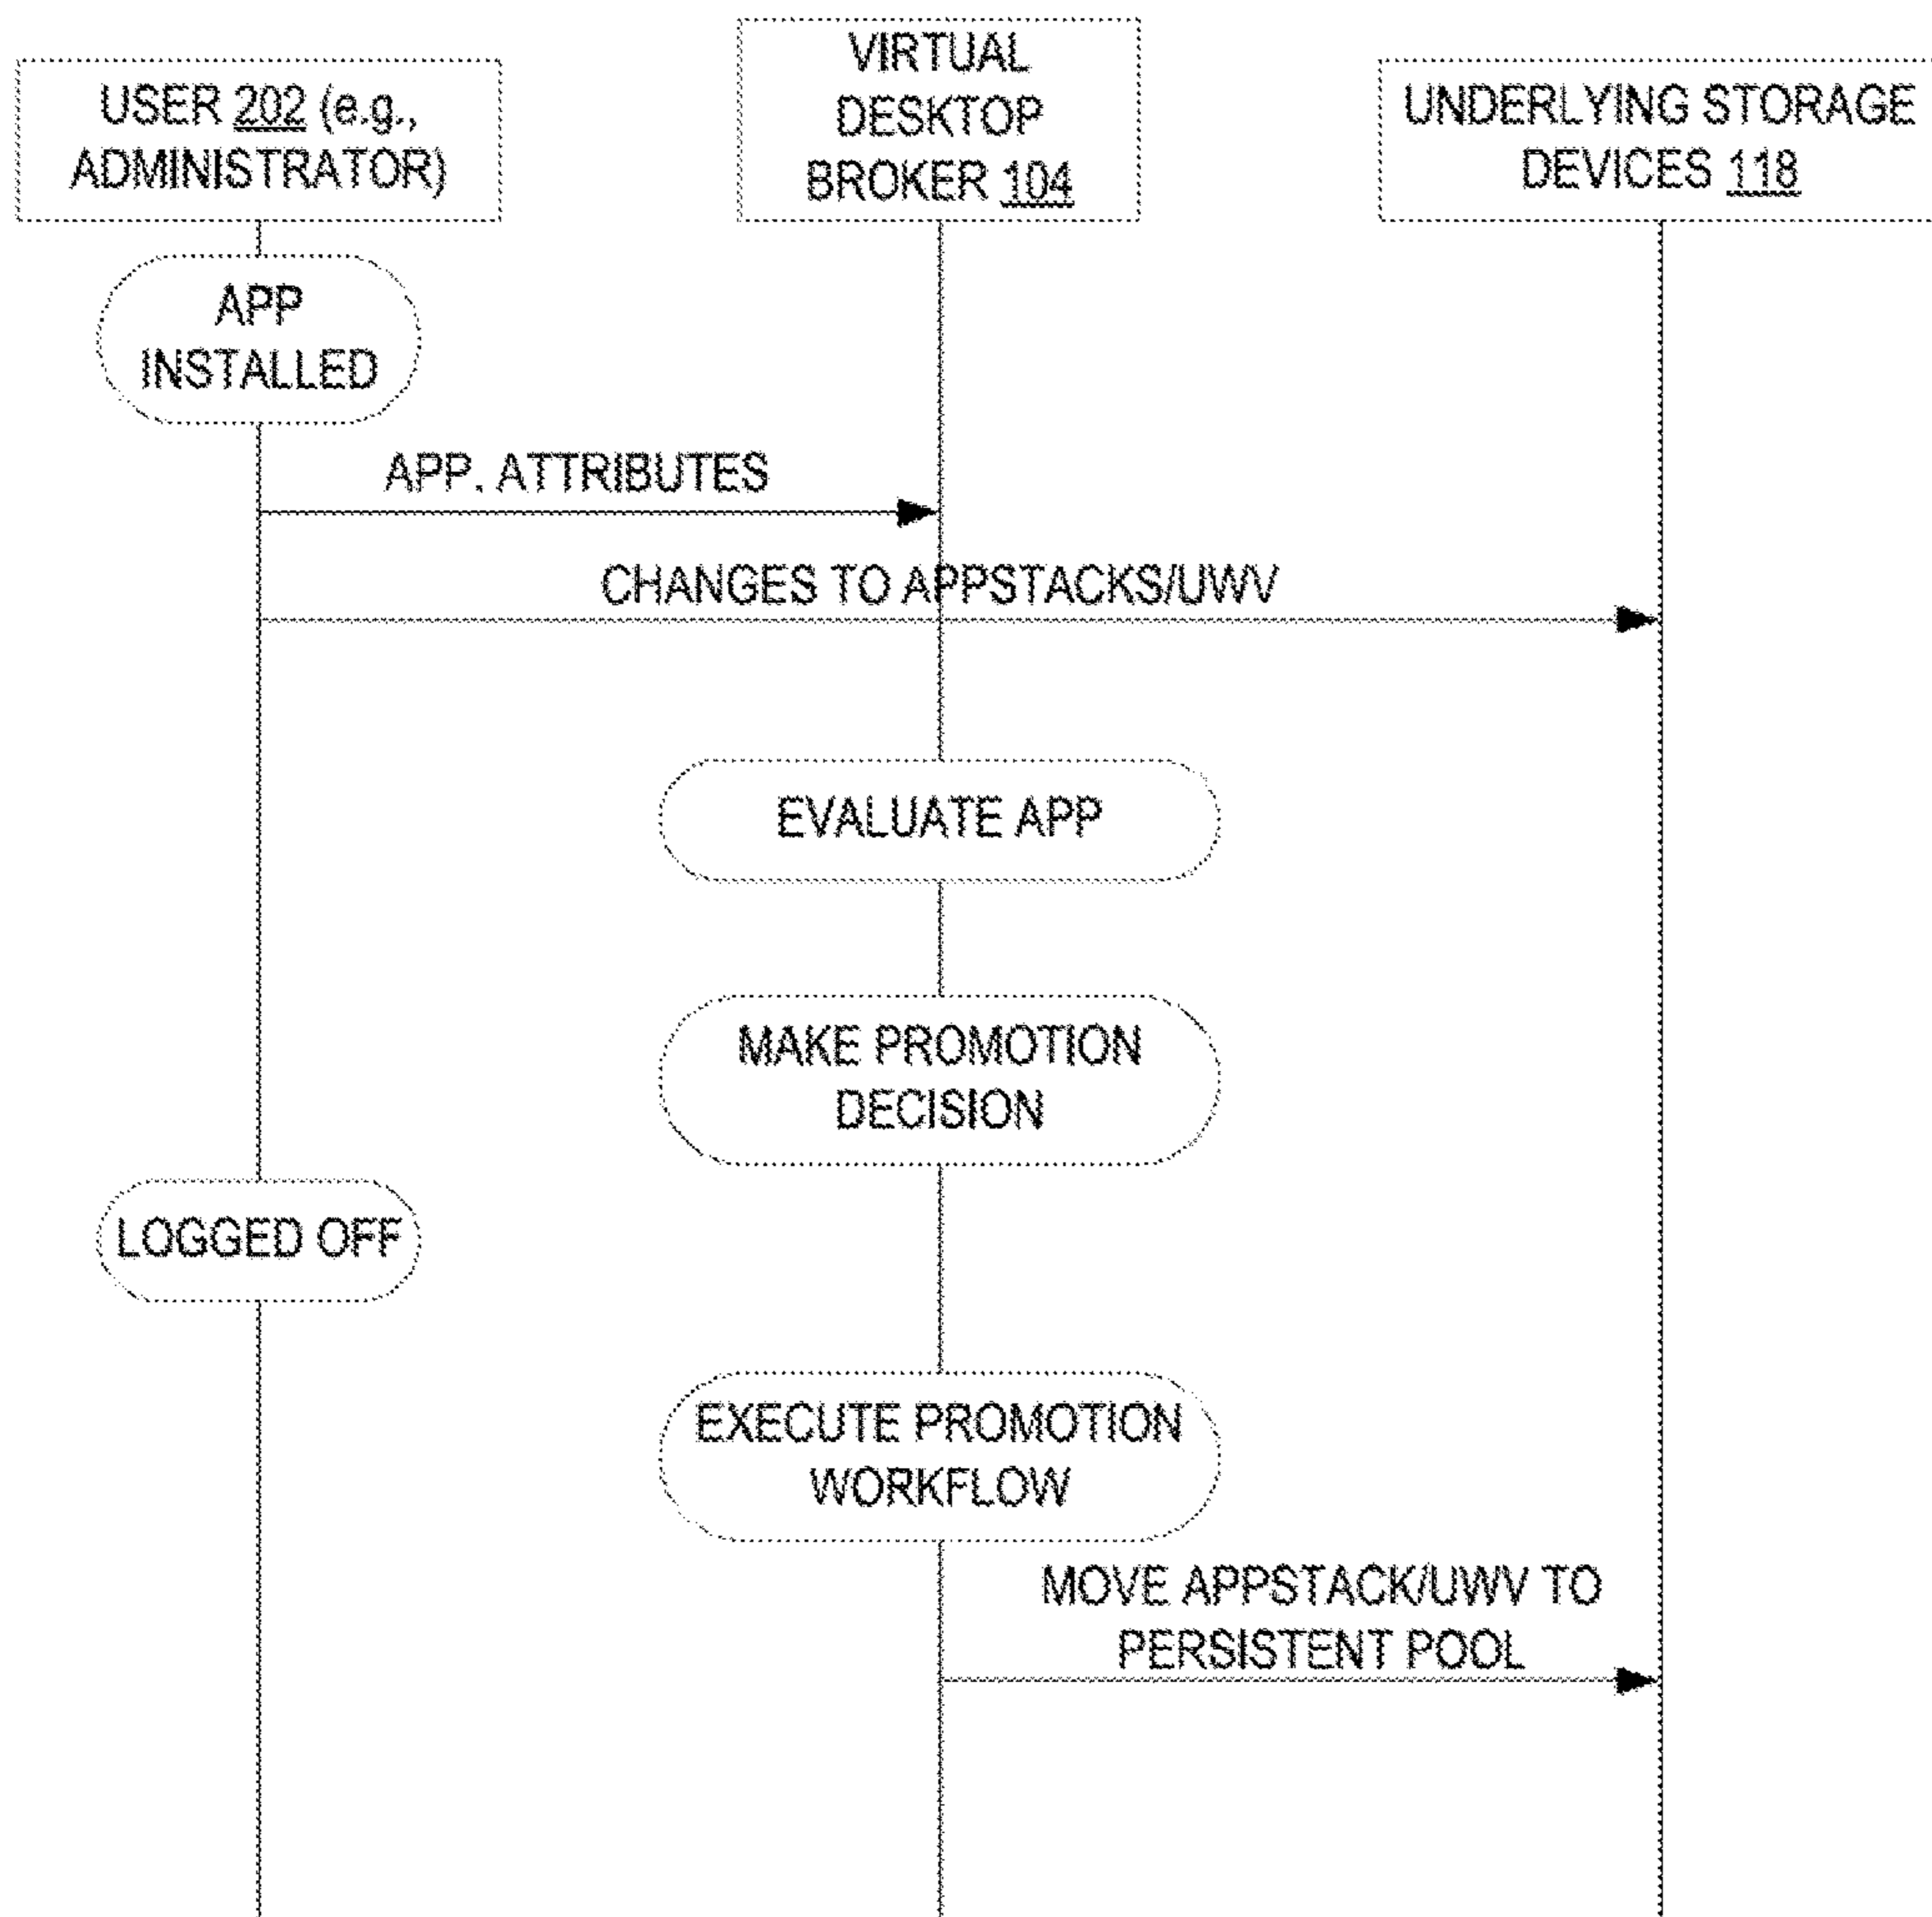 USER 202 (e.g.,
ADMINISTRATOR)
VIRTUAL
DESKTOP
BROKER 104
UNDERLYING STORAGE
DEVICES 118
APP
INSTALLED
APP. ATTRIBUTES
CHANGES TO APPSTACKS/UWV
EVALUATE APP
MAKE PROMOTION
DECISION
LOGGED OFF
EXECUTE PROMOTION
WORKFLOW
MOVE APPSTACK/UWV TO
PERSISTENT POOL